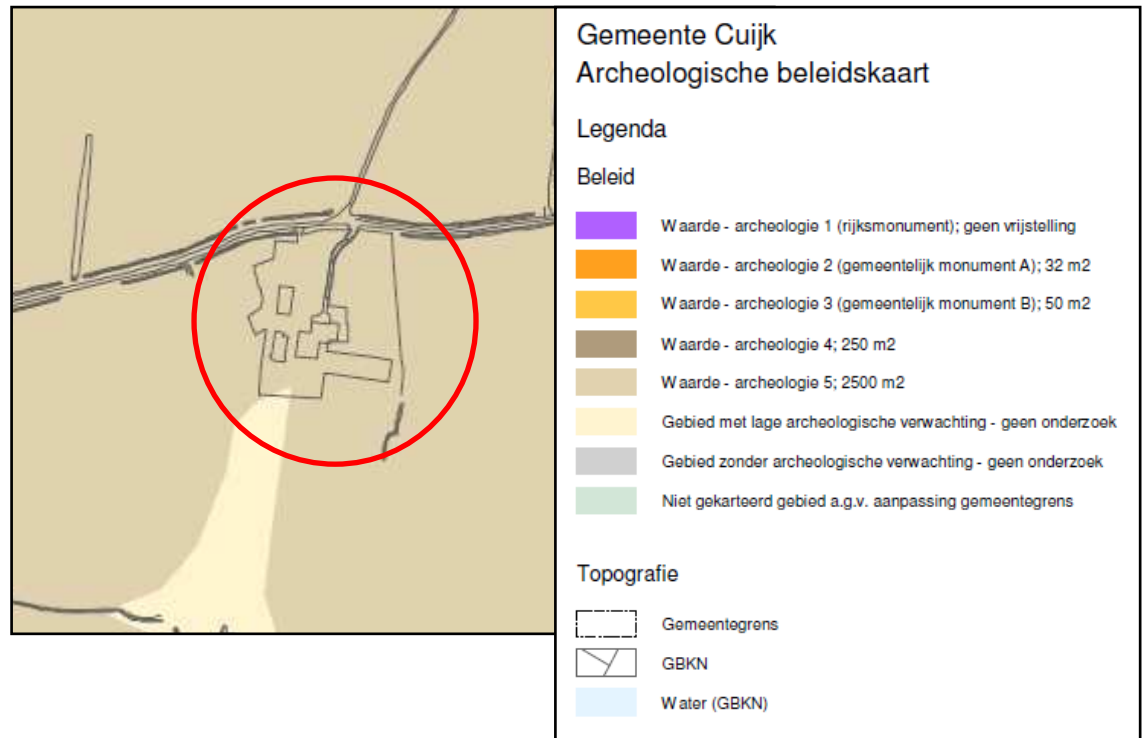 Gemeente Cuijk
Archeologische beleidskaart
Legenda
Beleid
Waarde - archeologie 1 (rijksmonument); geen vrijstelling
Waarde - archeologie 2 (gemeentelijk monument A); 32 m2
Waarde - archeologie 3 (gemeentelijk monument B); 50 m2
Waarde - archeologie 4; 250 m2
Waarde - archeologie 5; 2500 m2
Gebied met lage archeologische verwachting - geen onderzoek
Gebied zonder archeologische verwachting - geen onderzoek
Niet gekarteerd gebied a.g.v. aanpassing gemeentegrens
Topografie
Gemeentegrens
GBKN
Water (GBKN)